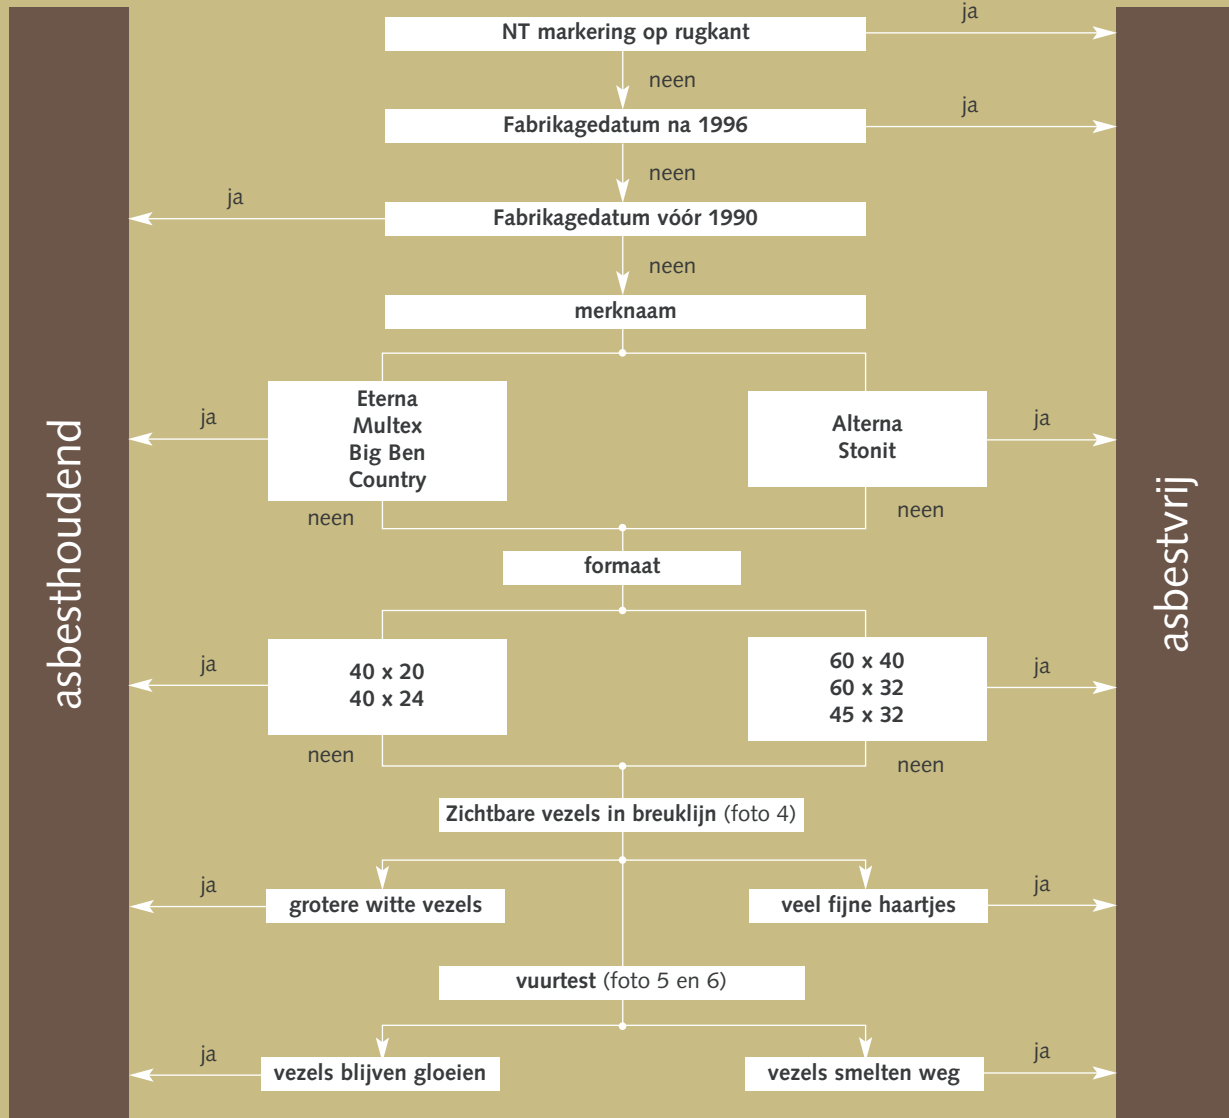 ja
NT markering op rugkant
neen
ja
Fabrikagedatum na 1996
neen
ja
Fabrikagedatum vóór 1990
neen
merknaam
Eterna
Multex
Big Ben
Country
ja
neen
Alterna
Stonit
ja
neen
formaat
40 x 20
40 x 24
ja
neen
60 x 40
60 x 32
45 x 32
ja
neen
Zichtbare vezels in breuklijn (foto 4)
ja
grotere witte vezels
veel fijne haartjes
ja
vuurtest (foto 5 en 6)
ja
vezels blijven gloeien
vezels smelten weg
ja
asbesthoudend
asbestvrij